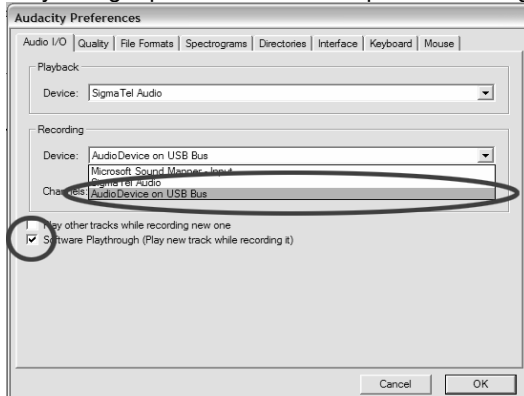 Audacity Preferences
Audio I/O Quality File Formats Spectrograms Directories Interface Keyboard Mouse
Playback
Device: SigmaTel Audio
Recording
Device: AudioDevice on USB Bus
Microsoft Sound Mapper - Input
SigmaTel Audio
Channels: AudioDevice on USB Bus
Play other tracks while recording new one
Software Playthrough (Play new track while recording it)
Cancel OK